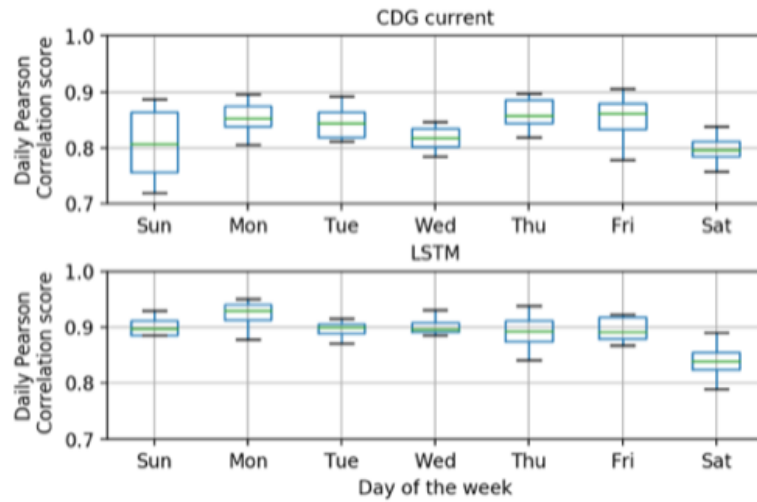 CDG current
Daily Pearson
Correlation score
1.0
0.9
0.8
0.7
Sun Mon Tue Wed Thu Fri Sat
LSTM
Daily Pearson
Correlation score
1.0
0.9
0.8
0.7
Sun Mon Tue Wed Thu Fri Sat
Day of the week